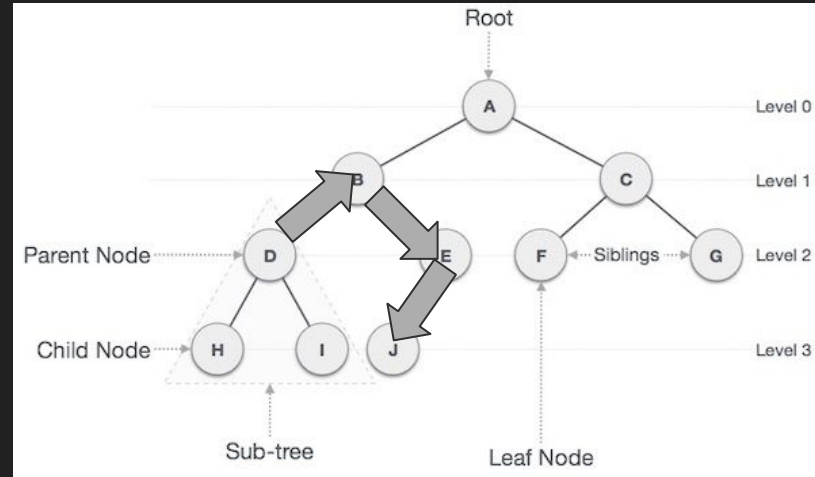 Root
A
Level 0
B
C
Level 1
Parent Node
D
E
F
Siblings
G
Level 2
Child Node
H
I
J
Level 3
Sub-tree
Leaf Node